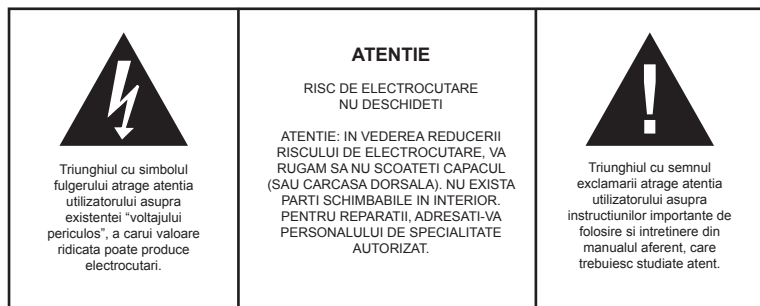 Triunghiul cu simbolul
fulgerului atrage atentia
utilizatorului asupra
existentei “voltajului
periculos”, a carui valoare
ridicata poate produce
electrocutari.
ATENTIE
RISC DE ELECTROCUTARE
NU DESCHIDETI
ATENTIE: IN VEDEREA REDUCERII
RISCULUI DE ELECTROCUTARE, VA
RUGAM SA NU SCOATETI CAPACUL
(SAU CARCASA DORSALA). NU EXISTA
PARTI SCHIMBABILE IN INTERIOR.
PENTRU REPARATII, ADRESATI-VA
PERSONALULUI DE SPECIALITATE
AUTORIZAT.
Triunghiul cu semnul
exclamarii atrage atentia
utilizatorului asupra
instructiunilor importante de
folosire si intretinere din
manualul aferent, care
trebuiesc studiate atent.